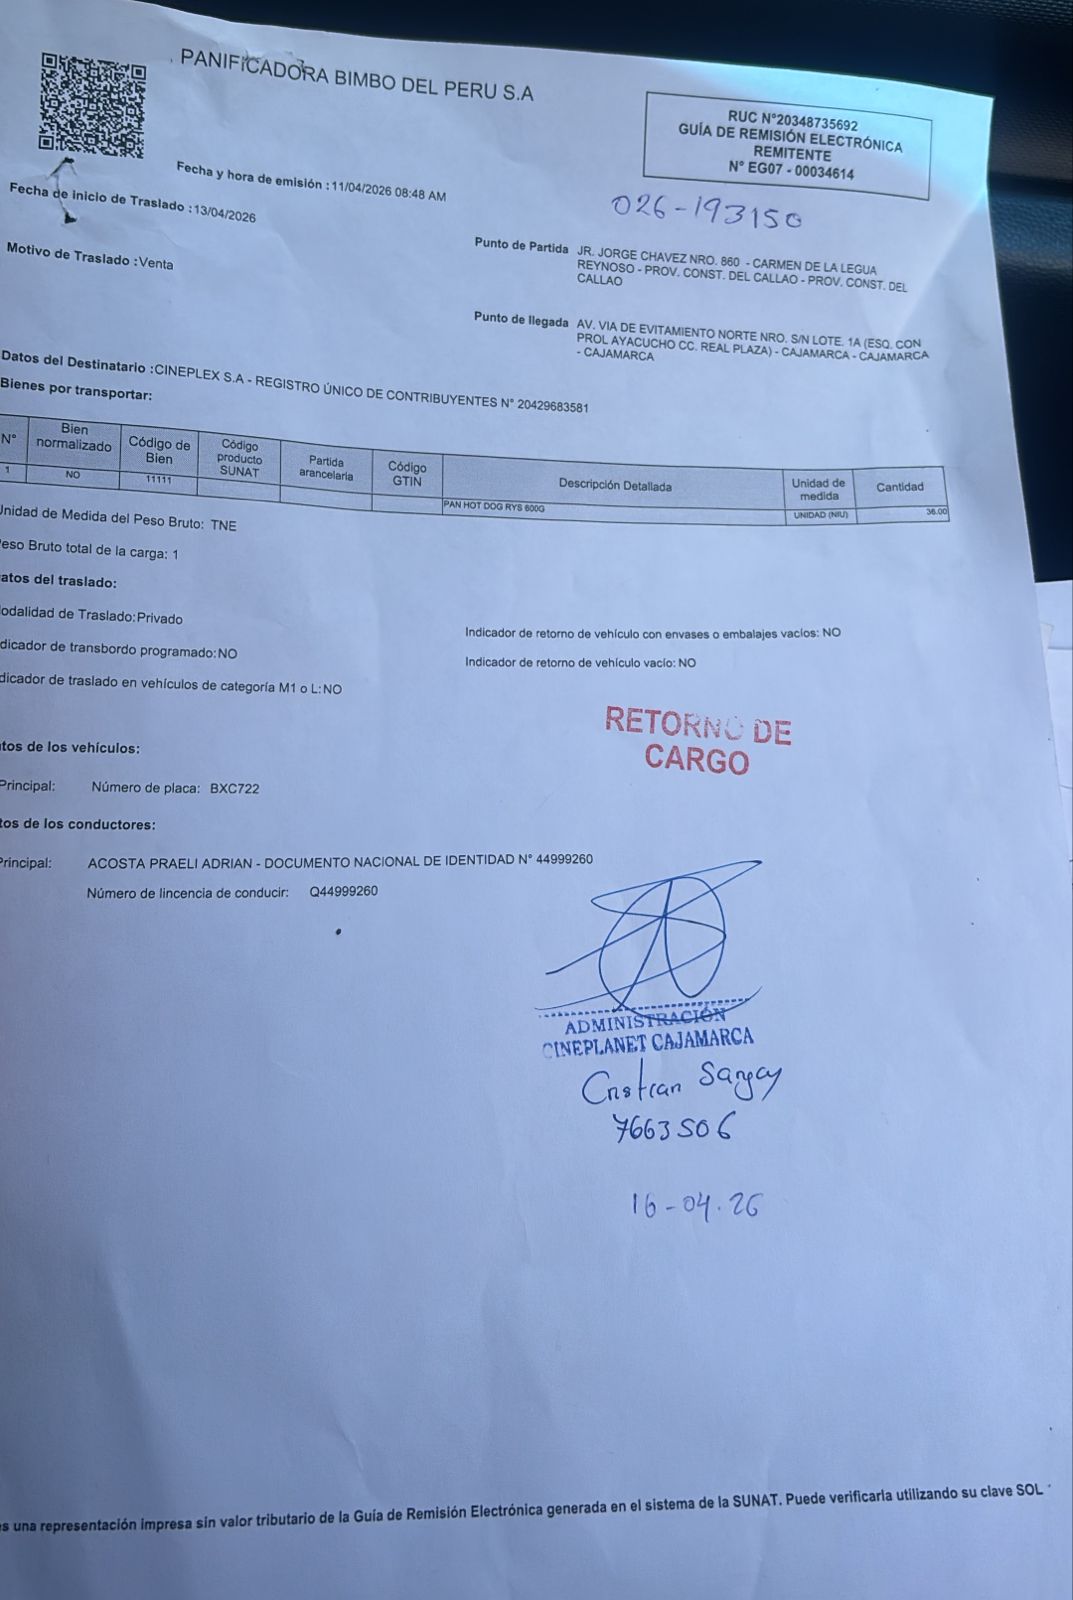 PANIFICADORA BIMBO DEL PERU S.A
RUC N°20348735692
GUÍA DE REMISIÓN ELECTRÓNICA
REMITENTE
N° EG07 - 00034614
Fecha y hora de emisión : 11/04/2026 08:48 AM
026-193150
Fecha de inicio de Traslado : 13/04/2026
Motivo de Traslado : Venta
Punto de Partida JR. JORGE CHAVEZ NRO. 860 - CARMEN DE LA LEGUA
REYNOSO - PROV. CONST. DEL CALLAO - PROV. CONST. DEL
CALLAO
Punto de llegada AV. VIA DE EVITAMIENTO NORTE NRO. S/N LOTE. 1A (ESQ. CON
PROL AYACUCHO CC. REAL PLAZA) - CAJAMARCA - CAJAMARCA
- CAJAMARCA
Datos del Destinatario : CINEPLEX S.A - REGISTRO ÚNICO DE CONTRIBUYENTES N° 20429683581
Bienes por transportar:
N° Bien normalizado Código de Bien Código producto SUNAT Partida arancelaria Código GTIN Descripción Detallada Unidad de medida Cantidad
1 NO 11111 PAN HOT DOG RYS 600G UNIDAD (NIU) 36.00
Unidad de Medida del Peso Bruto: TNE
eso Bruto total de la carga: 1
atos del traslado:
odalidad de Traslado: Privado
Indicador de retorno de vehículo con envases o embalajes vacíos: NO
dicador de transbordo programado: NO
Indicador de retorno de vehículo vacío: NO
dicador de traslado en vehículos de categoría M1 o L: NO
RETORNO DE
CARGO
tos de los vehículos:
Principal: Número de placa: BXC722
tos de los conductores:
Principal: ACOSTA PRAELI ADRIAN - DOCUMENTO NACIONAL DE IDENTIDAD N° 44999260
Número de lincencia de conducir: Q44999260
ADMINISTRACIÓN
CINEPLANET CAJAMARCA
Cristian Sangay
7663506
16-04.26
es una representación impresa sin valor tributario de la Guía de Remisión Electrónica generada en el sistema de la SUNAT. Puede verificarla utilizando su clave SOL